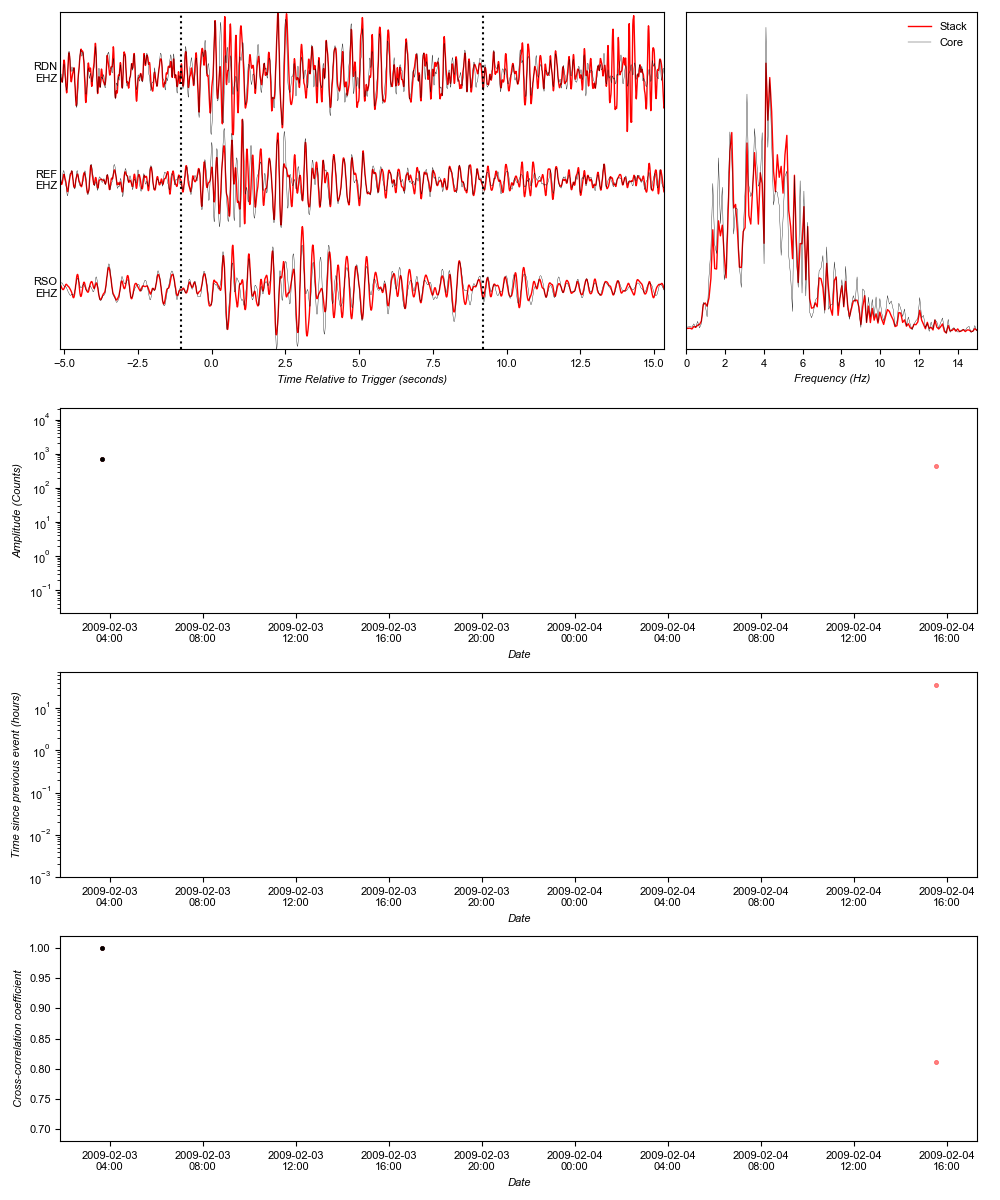 RDN
EHZ
REF
EHZ
RSO
EHZ
−5.0 −2.5 0.0 2.5 5.0 7.5 10.0 12.5 15.0
Time Relative to Trigger (seconds)
Stack
Core
0 2 4 6 8 10 12 14
Frequency (Hz)
10^4
10^3
10^2
10^1
10^0
10^−1
Amplitude (Counts)
2009-02-03 2009-02-03 2009-02-03 2009-02-03 2009-02-03 2009-02-04 2009-02-04 2009-02-04 2009-02-04 2009-02-04
04:00 08:00 12:00 16:00 20:00 00:00 04:00 08:00 12:00 16:00
Date
10^1
10^0
10^−1
10^−2
10^−3
Time since previous event (hours)
2009-02-03 2009-02-03 2009-02-03 2009-02-03 2009-02-03 2009-02-04 2009-02-04 2009-02-04 2009-02-04 2009-02-04
04:00 08:00 12:00 16:00 20:00 00:00 04:00 08:00 12:00 16:00
Date
1.00
0.95
0.90
0.85
0.80
0.75
0.70
Cross-correlation coefficient
2009-02-03 2009-02-03 2009-02-03 2009-02-03 2009-02-03 2009-02-04 2009-02-04 2009-02-04 2009-02-04 2009-02-04
04:00 08:00 12:00 16:00 20:00 00:00 04:00 08:00 12:00 16:00
Date